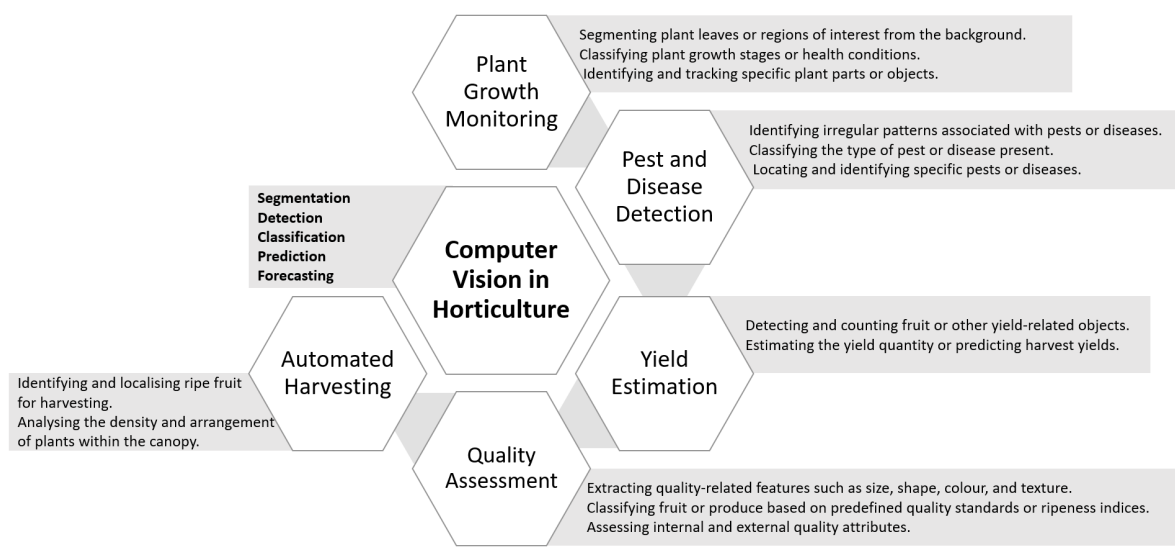 Plant
Growth
Monitoring
Segmenting plant leaves or regions of interest from the background.
Classifying plant growth stages or health conditions.
Identifying and tracking specific plant parts or objects.
Pest and
Disease
Detection
Identifying irregular patterns associated with pests or diseases.
Classifying the type of pest or disease present.
Locating and identifying specific pests or diseases.
Segmentation
Detection
Classification
Prediction
Forecasting
Computer
Vision in
Horticulture
Yield
Estimation
Detecting and counting fruit or other yield-related objects.
Estimating the yield quantity or predicting harvest yields.
Automated
Harvesting
Identifying and localising ripe fruit
for harvesting.
Analysing the density and arrangement
of plants within the canopy.
Quality
Assessment
Extracting quality-related features such as size, shape, colour, and texture.
Classifying fruit or produce based on predefined quality standards or ripeness indices.
Assessing internal and external quality attributes.